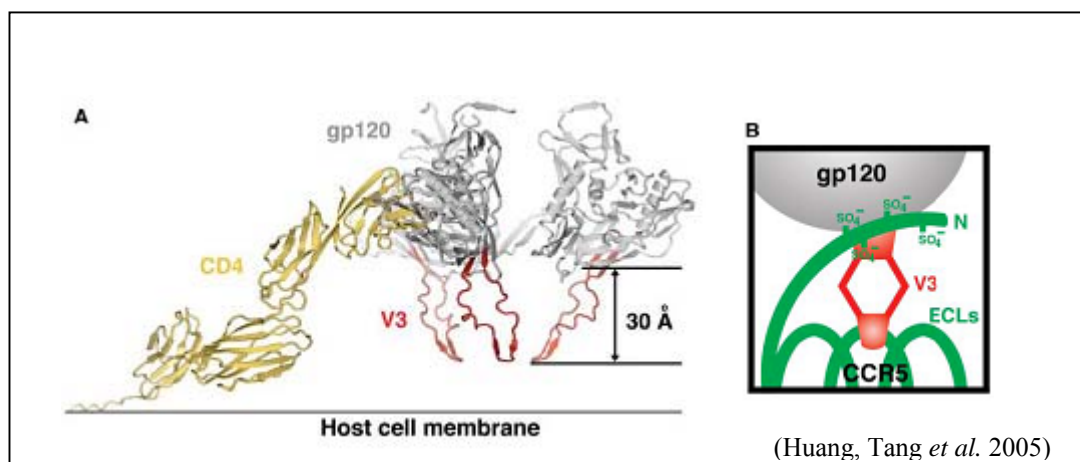 A
gp120
CD4
V3
30 Å
Host cell membrane
B
gp120
SO₄⁻ SO₄⁻
SO₄⁻ SO₄⁻
N
V3
ECLs
CCR5
(Huang, Tang et al. 2005)